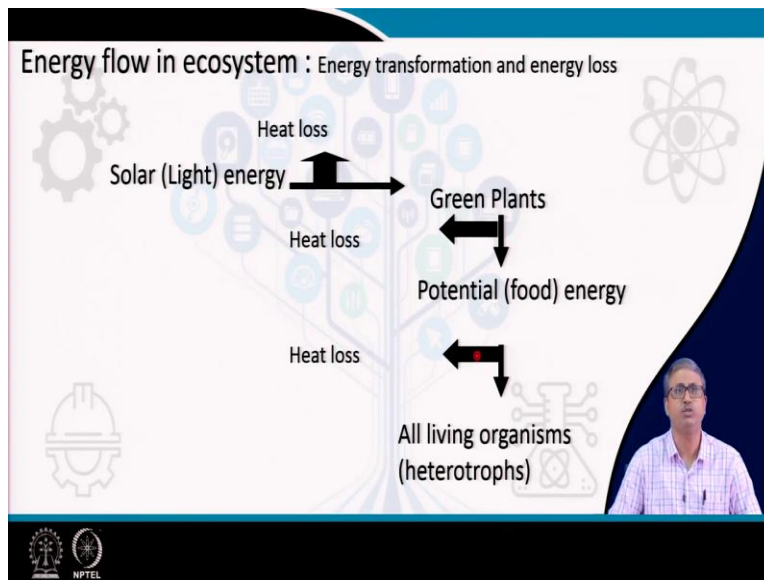 Energy flow in ecosystem : Energy transformation and energy loss
Heat loss
Solar (Light) energy
Green Plants
Heat loss
Potential (food) energy
Heat loss
All living organisms
(heterotrophs)
NPTEL